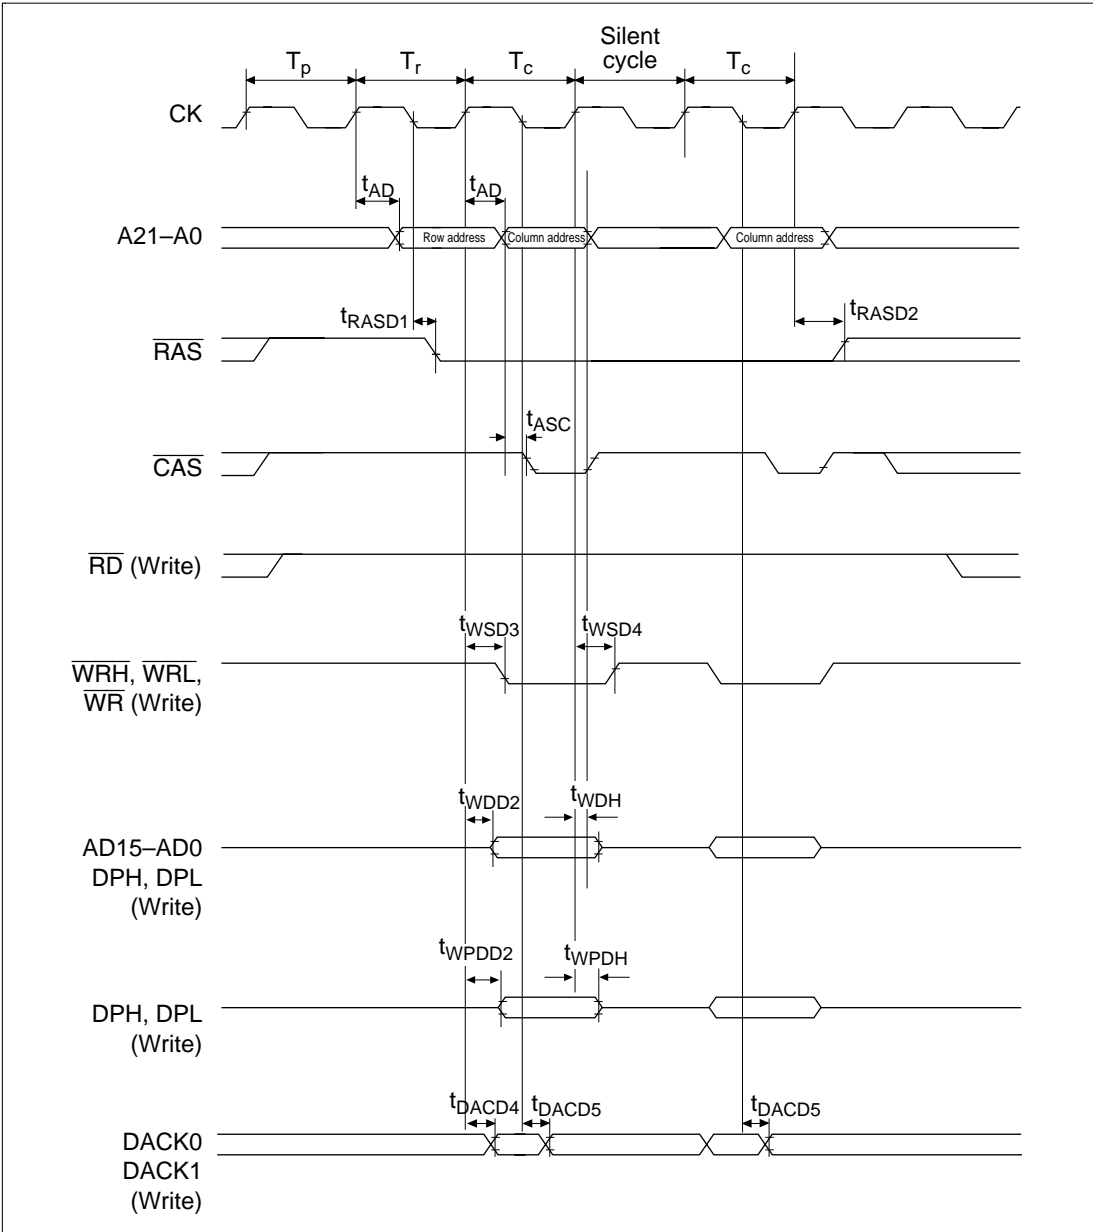 Silent
cycle
Tp Tr Tc Tc
CK
tAD tAD
A21–A0
Row address Column address Column address
tRASD1 tRASD2
RAS
tASC
CAS
RD (Write)
tWSD3 tWSD4
WRH, WRL,
WR (Write)
tWDD2 tWDH
AD15–AD0
DPH, DPL
(Write)
tWPDD2 tWPDH
DPH, DPL
(Write)
tDACD4 tDACD5 tDACD5
DACK0
DACK1
(Write)